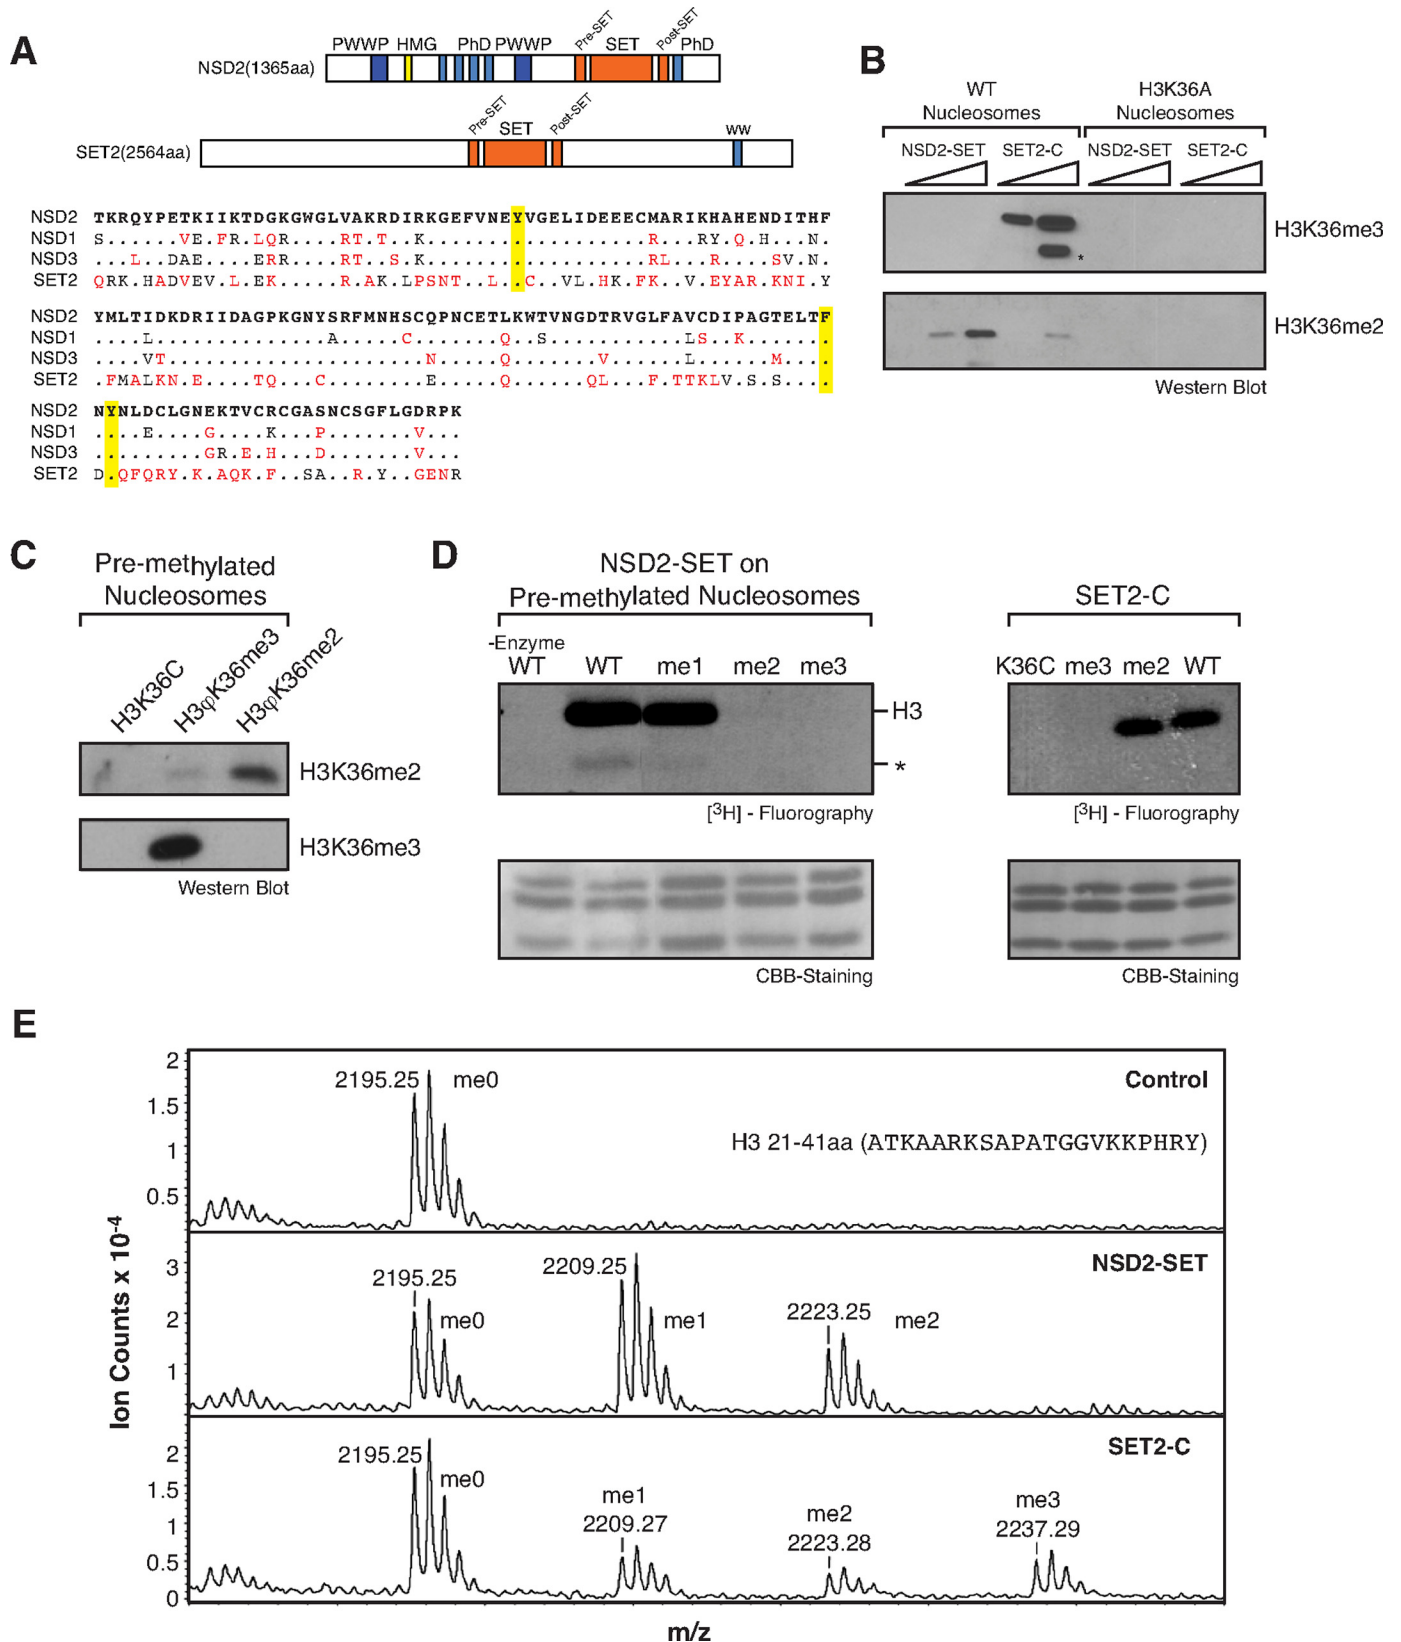 A
PWWP HMG PhD PWWP Pre-SET SET Post-SET PhD
NSD2(1365aa)
Pre-SET SET Post-SET WW
SET2(2564aa)
NSD2 TKRQYPETKIIKTDGKGWGLVAKRDIRKGEFVNEYVGELIDEEECMARIKHAHENDITHF
NSD1 S......VE.FR.LQR....RT.T..K..................R...RY.Q.H...N.
NSD3 ...L..DAE....RR....RT..S.K...................RL...R....SV.N.
SET2 QRK.HADVEV.L.EK.....R.AK.LPSNT..L..C..VL.HK.FK..V.EYAR.KNI.Y
NSD2 YMLTIDKDRIIDAGPKGNYSRFMNHSCQPNCETLKWTVNGDTRVGLFAVCDIPAGTELTF
NSD1 ....L..............A.....C.......Q..S...........LS..P.......
NSD3 ....VT.....................N.....Q.......V......L......M....
SET2 .FMALKN.E....TQ...C........E.....Q......QL...F.TTKLV.S.S....
NSD2 NYNLDCLGNEKTVCRCGASNCSGFLGDRPK
NSD1 ....E....G....K...P.......V...
NSD3 .........GR.E.H...D.......V...
SET2 D.QFQRY.K.AQK.F..SA..R.Y..GENR
B
WT Nucleosomes
H3K36A Nucleosomes
NSD2-SET SET2-C NSD2-SET SET2-C
H3K36me3
*
H3K36me2
Western Blot
C
Pre-methylated
Nucleosomes
H3K36C H3φK36me3 H3φK36me2
H3K36me2
H3K36me3
Western Blot
D
NSD2-SET on
Pre-methylated Nucleosomes
-Enzyme
WT WT me1 me2 me3
H3
*
[3H] - Fluorography
CBB-Staining
SET2-C
K36C me3 me2 WT
[3H] - Fluorography
CBB-Staining
E
Ion Counts x 10-4
2
1.5
1
0.5
2195.25 me0
Control
H3 21-41aa (ATKAARKSAPATGGVKKPHRY)
3
2
1
2195.25
me0
2209.25
me1
2223.25
me2
NSD2-SET
2
1.5
1
0.5
0
2195.25
me0
me1
2209.27
me2
2223.28
me3
2237.29
SET2-C
m/z